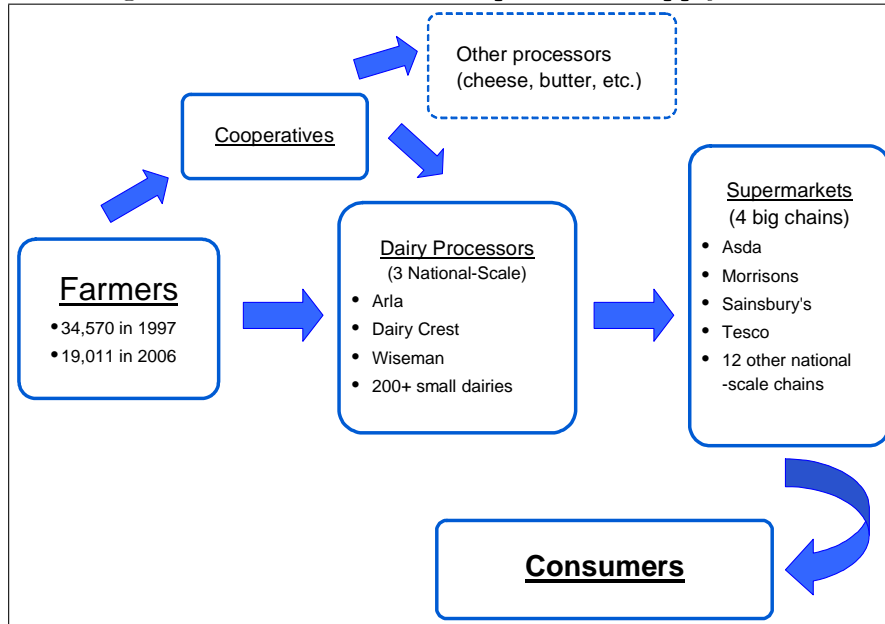 Other processors
(cheese, butter, etc.)
Cooperatives
Farmers
•34,570 in 1997
•19,011 in 2006
Dairy Processors
(3 National-Scale)
• Arla
• Dairy Crest
• Wiseman
• 200+ small dairies
Supermarkets
(4 big chains)
• Asda
• Morrisons
• Sainsbury's
• Tesco
• 12 other national
-scale chains
Consumers